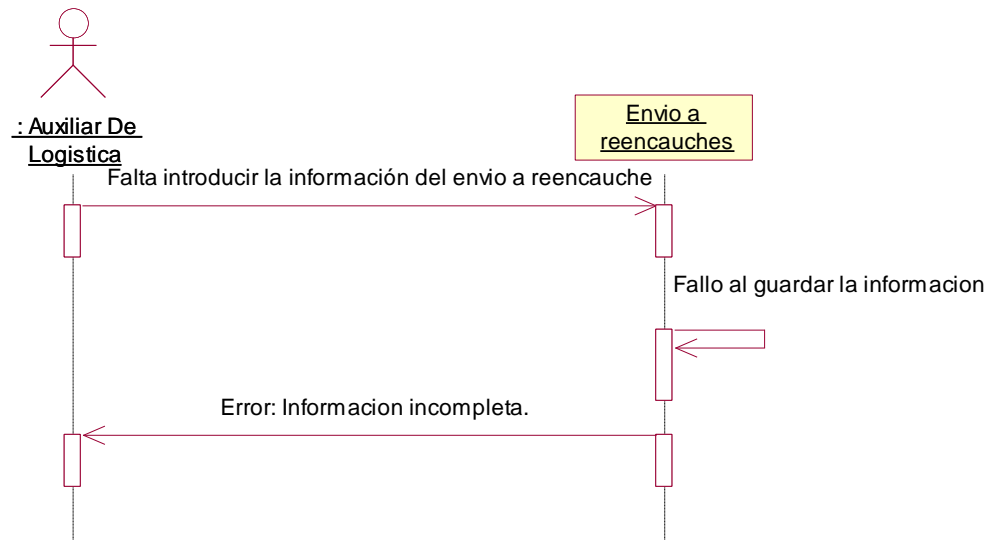 : Auxiliar De
Logistica
Envio a
reencauches
Falta introducir la información del envio a reencauche
Fallo al guardar la informacion
Error: Informacion incompleta.